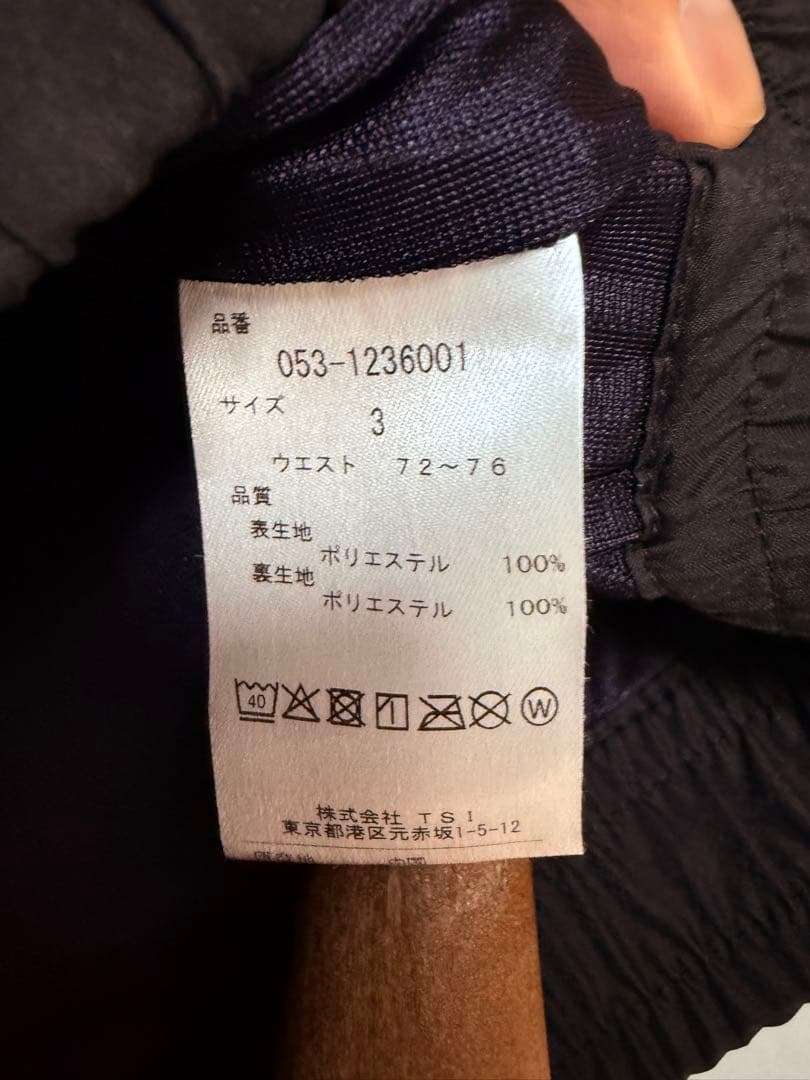 品番
053-1236001
サイズ
3
ウエスト 72～76
品質
表生地
ポリエステル 100%
裏生地
ポリエステル 100%
40
W
株式会社 TSI
東京都港区元赤坂1-5-12